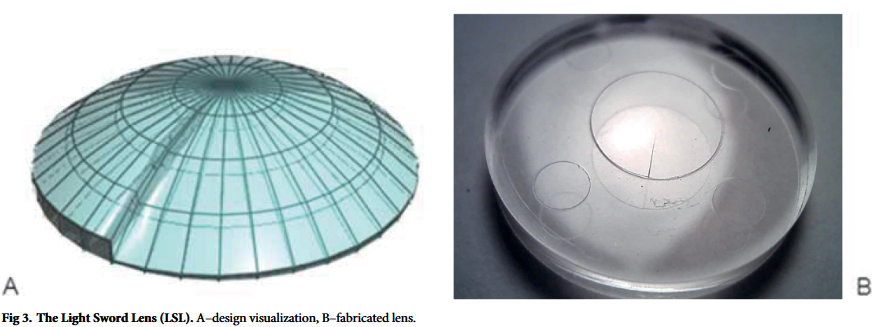 A
B
Fig 3. The Light Sword Lens (LSL). A–design visualization, B–fabricated lens.